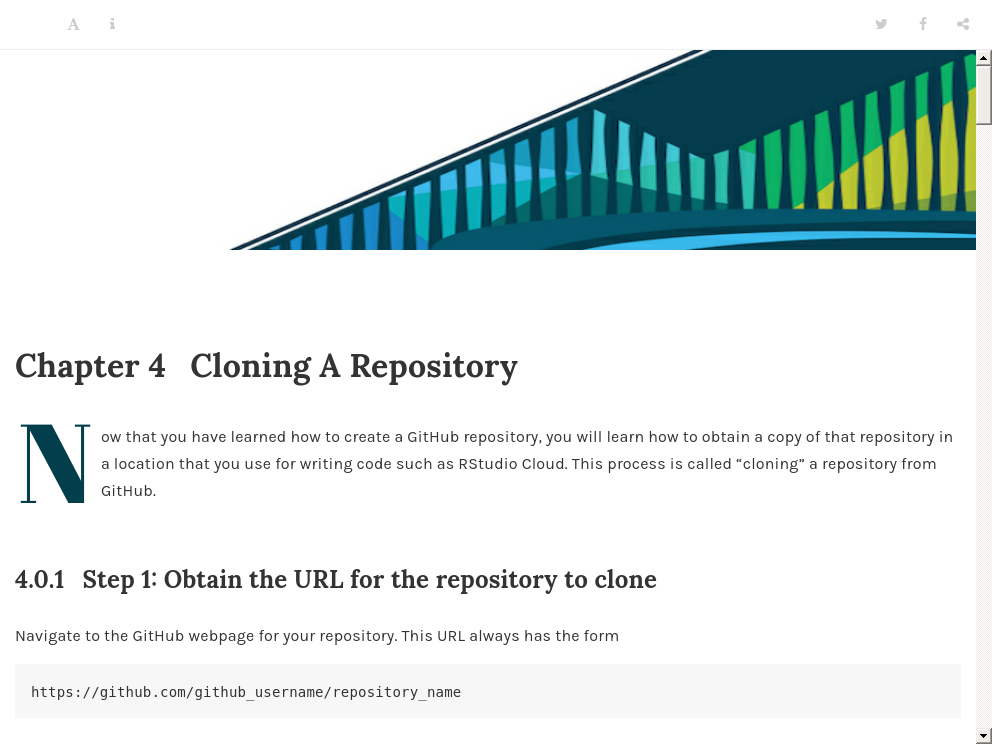 Chapter 4 Cloning A Repository
Now that you have learned how to create a GitHub repository, you will learn how to obtain a copy of that repository in
a location that you use for writing code such as RStudio Cloud. This process is called “cloning” a repository from
GitHub.
4.0.1 Step 1: Obtain the URL for the repository to clone
Navigate to the GitHub webpage for your repository. This URL always has the form
https://github.com/github_username/repository_name